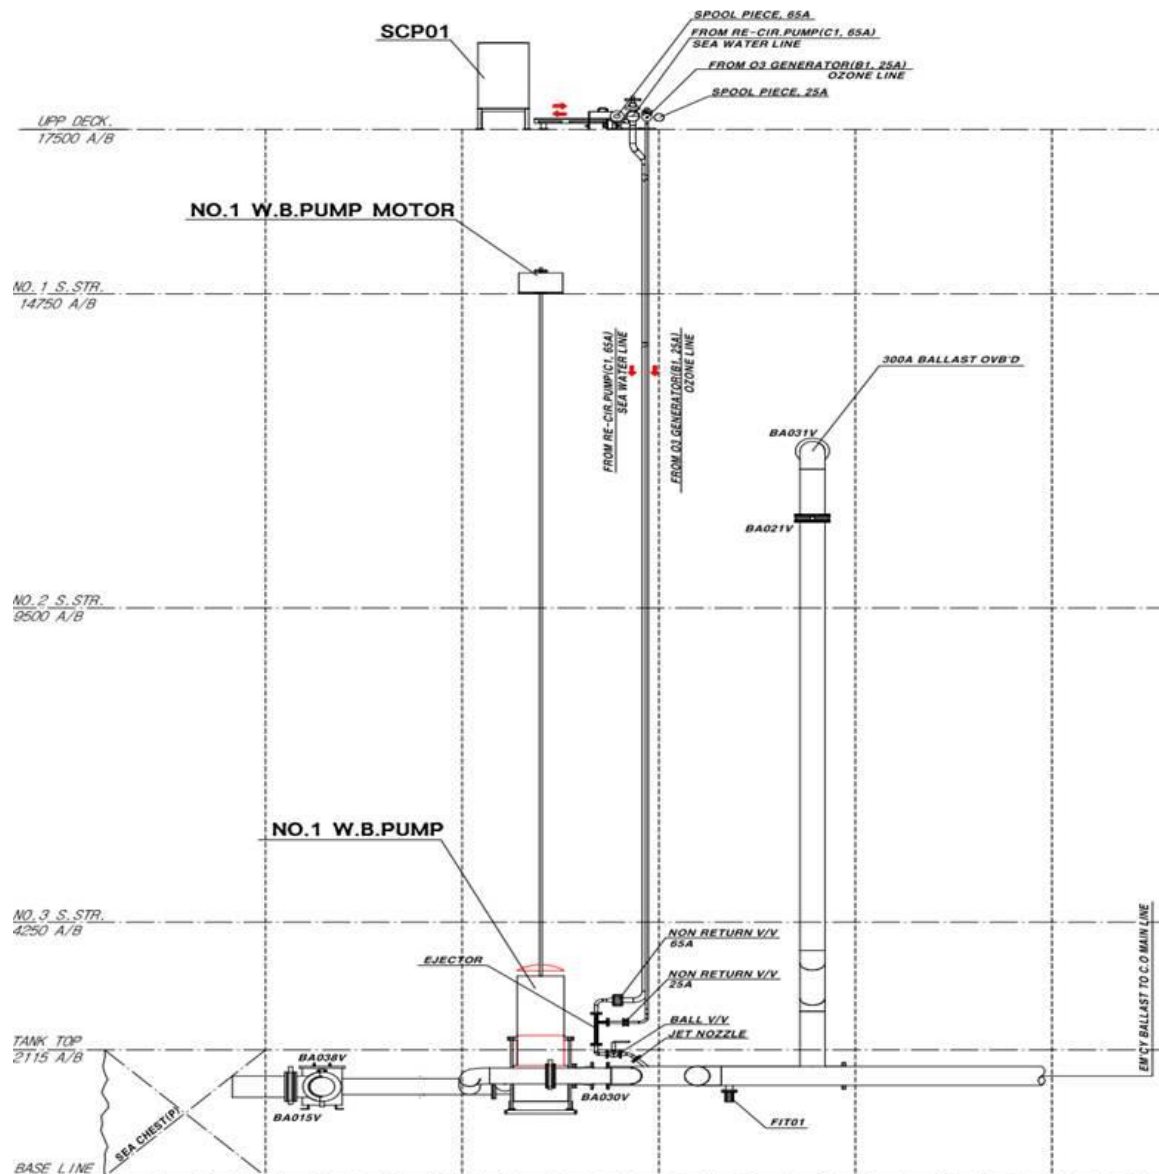 SPOOL PIECE, 65A
SCP01
FROM RE-CIR.PUMP(C1, 65A)
SEA WATER LINE
FROM O3 GENERATOR(B1, 25A)
OZONE LINE
SPOOL PIECE, 25A
UPP DECK.
17500 A/B
NO.1 W.B.PUMP MOTOR
NO.1 S.STR.
14750 A/B
FROM RE-CIR.PUMP(C1, 65A)
SEA WATER LINE
FROM O3 GENERATOR(B1, 25A)
OZONE LINE
300A BALLAST OVB'D
BA031V
BA021V
NO.2 S.STR.
9500 A/B
NO.1 W.B.PUMP
NO.3 S.STR.
4250 A/B
EM'CY BALLAST TO C.O MAIN LINE
NON RETURN V/V
65A
EJECTOR
NON RETURN V/V
25A
BALL V/V
JET NOZZLE
TANK TOP
2115 A/B
BA038V
BA015V
BA030V
FIT01
SEA CHEST(P)
BASE LINE